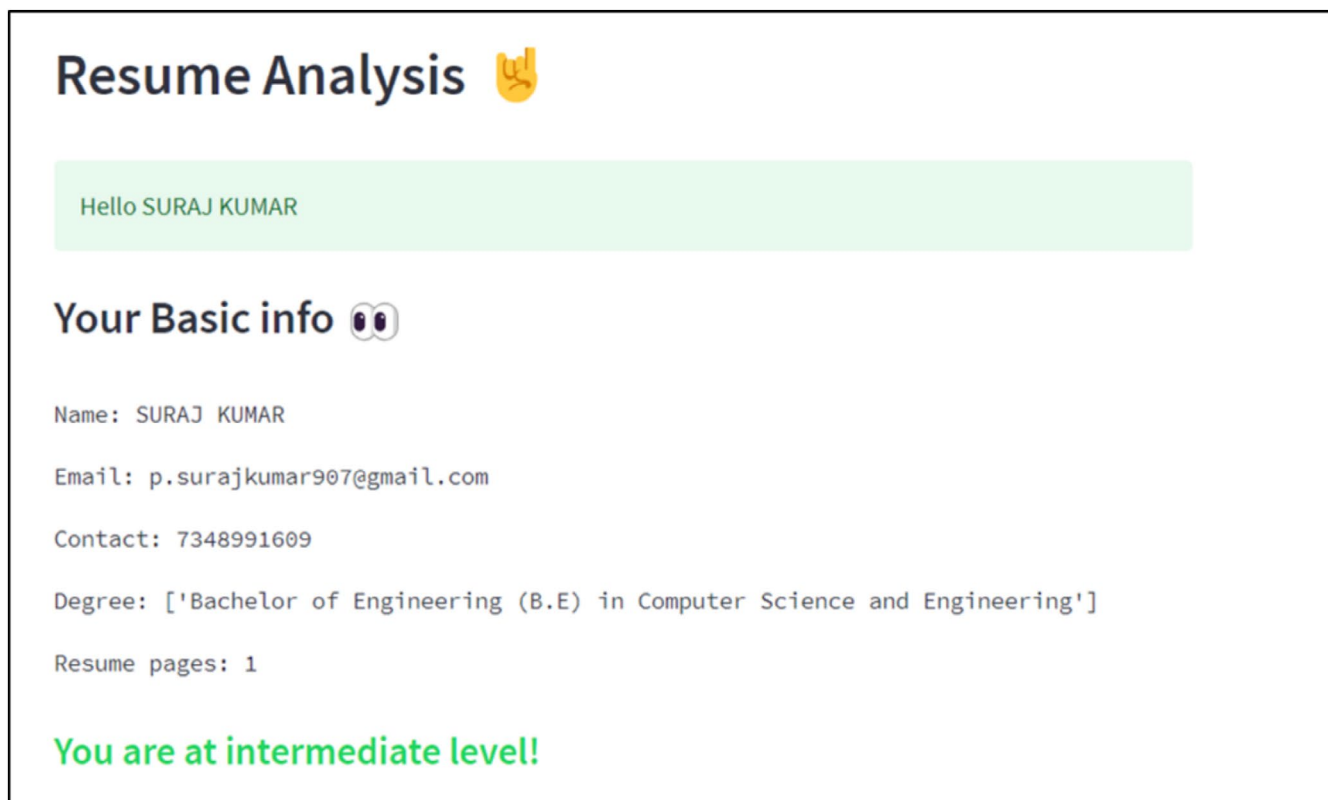 Resume Analysis 🤘
Hello SURAJ KUMAR
Your Basic info 👀
Name: SURAJ KUMAR
Email: p.surajkumar907@gmail.com
Contact: 7348991609
Degree: ['Bachelor of Engineering (B.E) in Computer Science and Engineering']
Resume pages: 1
You are at intermediate level!